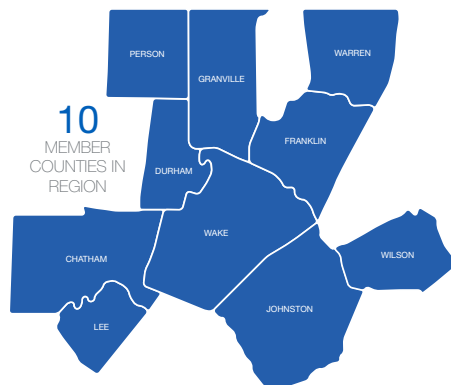 PERSON
GRANVILLE
WARREN
10
MEMBER
COUNTIES IN
REGION
FRANKLIN
DURHAM
WAKE
CHATHAM
WILSON
LEE
JOHNSTON